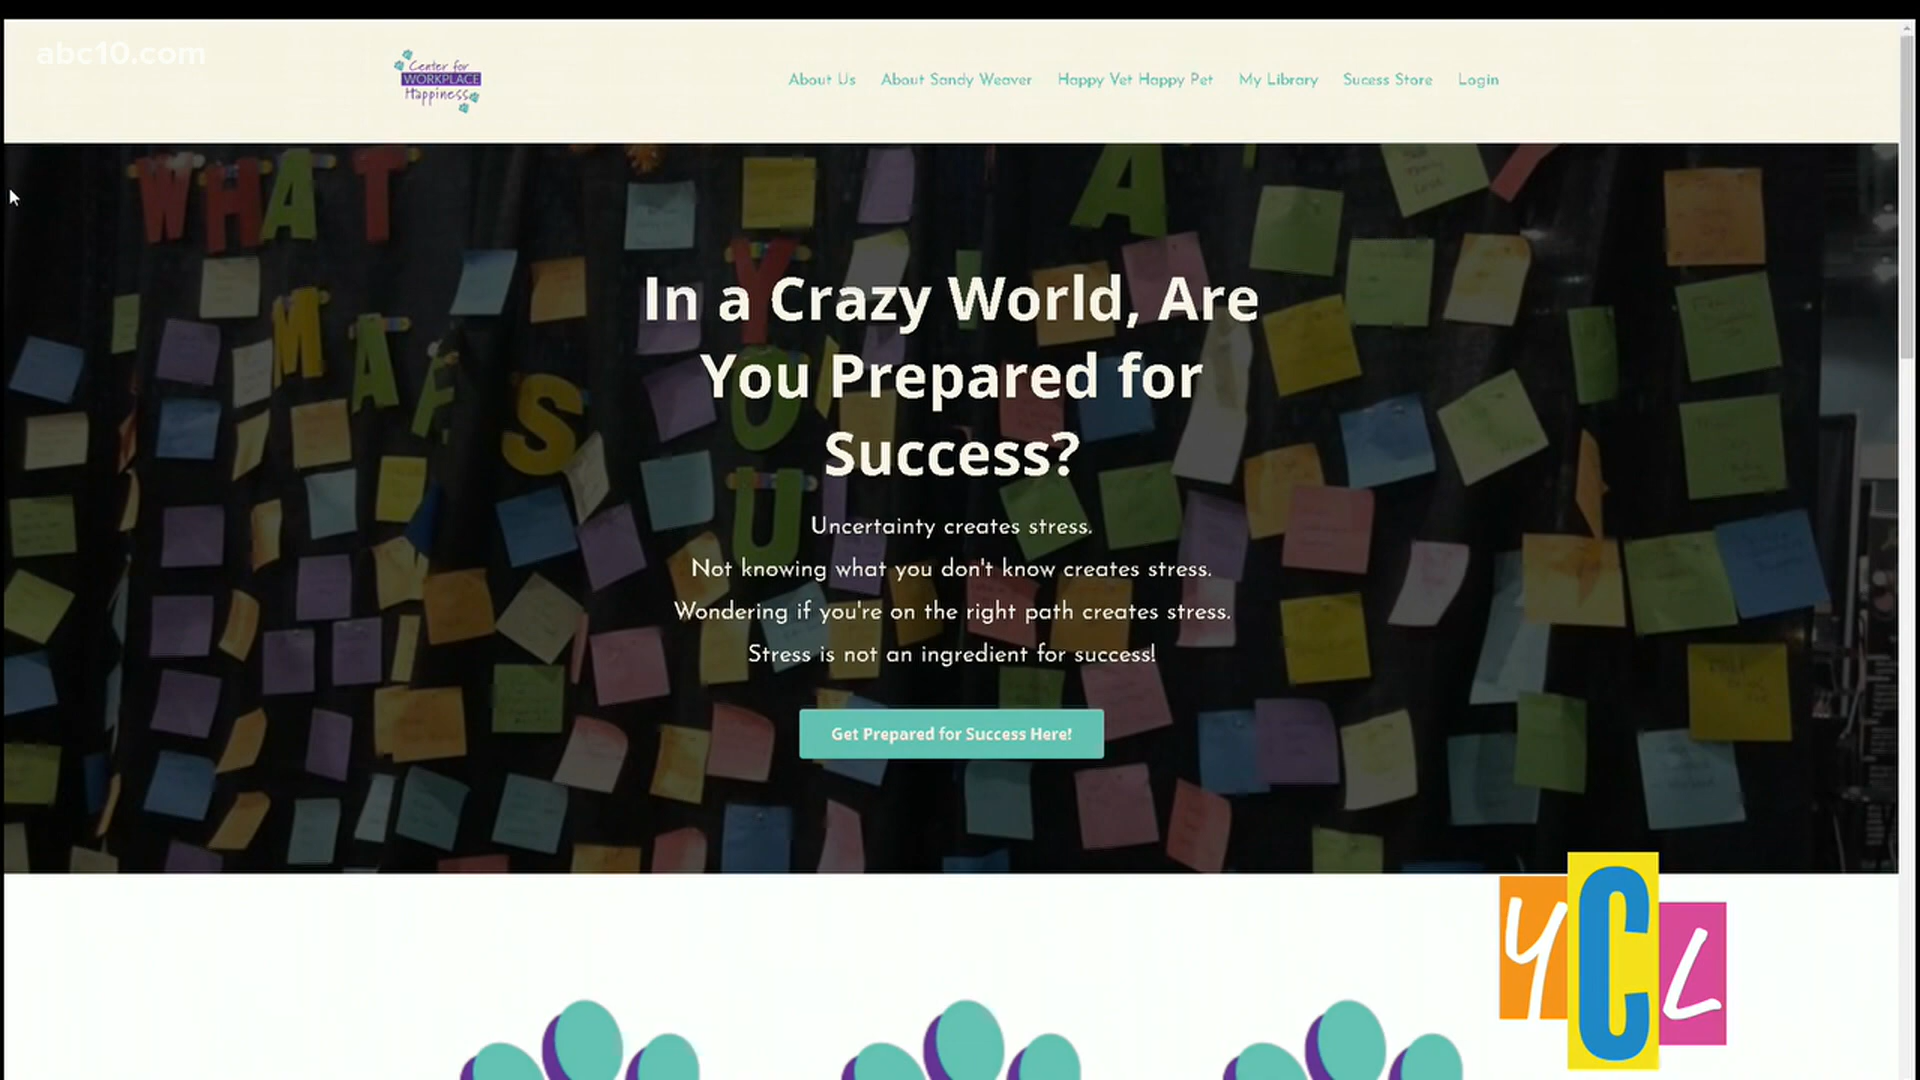 abc10.com
Center for
WORKPLACE
Happiness
About Us About Sandy Weaver Happy Vet Happy Pet My Library Sucess Store Login
WHAT
A
MAKES
YOU
In a Crazy World, Are
You Prepared for
Success?
Uncertainty creates stress.
Not knowing what you don't know creates stress.
Wondering if you're on the right path creates stress.
Stress is not an ingredient for success!
Get Prepared for Success Here!
YCL